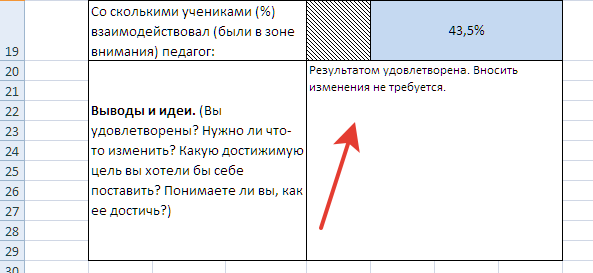 Со сколькими учениками (%)
взаимодействовал (были в зоне
внимания) педагог:
43,5%
19
20
21
22
23
24
25
26
27
28
29
30
Результатом удовлетворена. Вносить
изменения не требуется.
Выводы и идеи. (Вы
удовлетворены? Нужно ли что-
то изменить? Какую достижимую
цель вы хотели бы себе
поставить? Понимаете ли вы, как
ее достичь?)